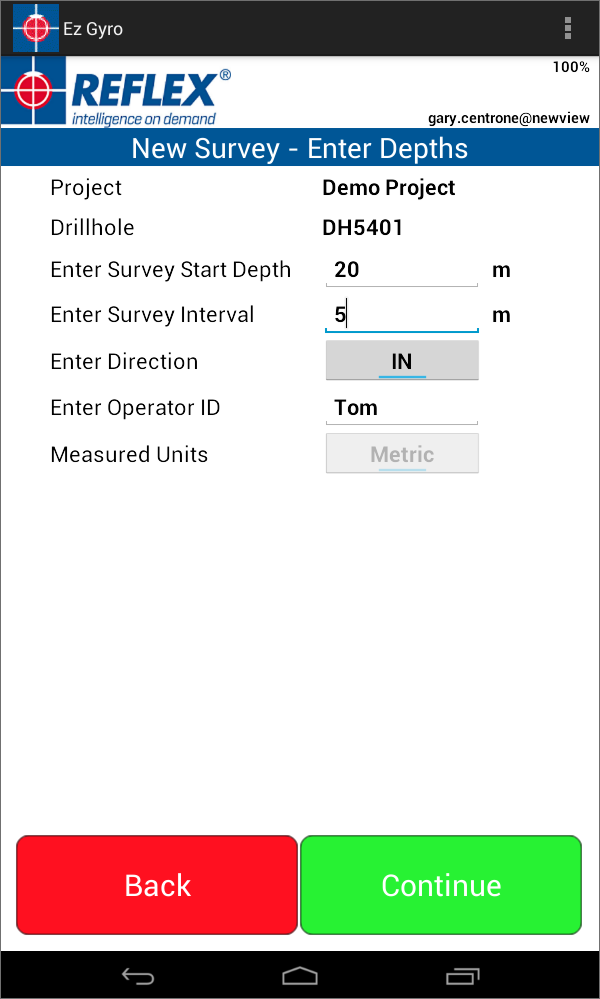 Ez Gyro
100%
REFLEX®
intelligence on demand
gary.centrone@newview
New Survey - Enter Depths
Project Demo Project
Drillhole DH5401
Enter Survey Start Depth 20 m
Enter Survey Interval 5 m
Enter Direction IN
Enter Operator ID Tom
Measured Units Metric
Back Continue